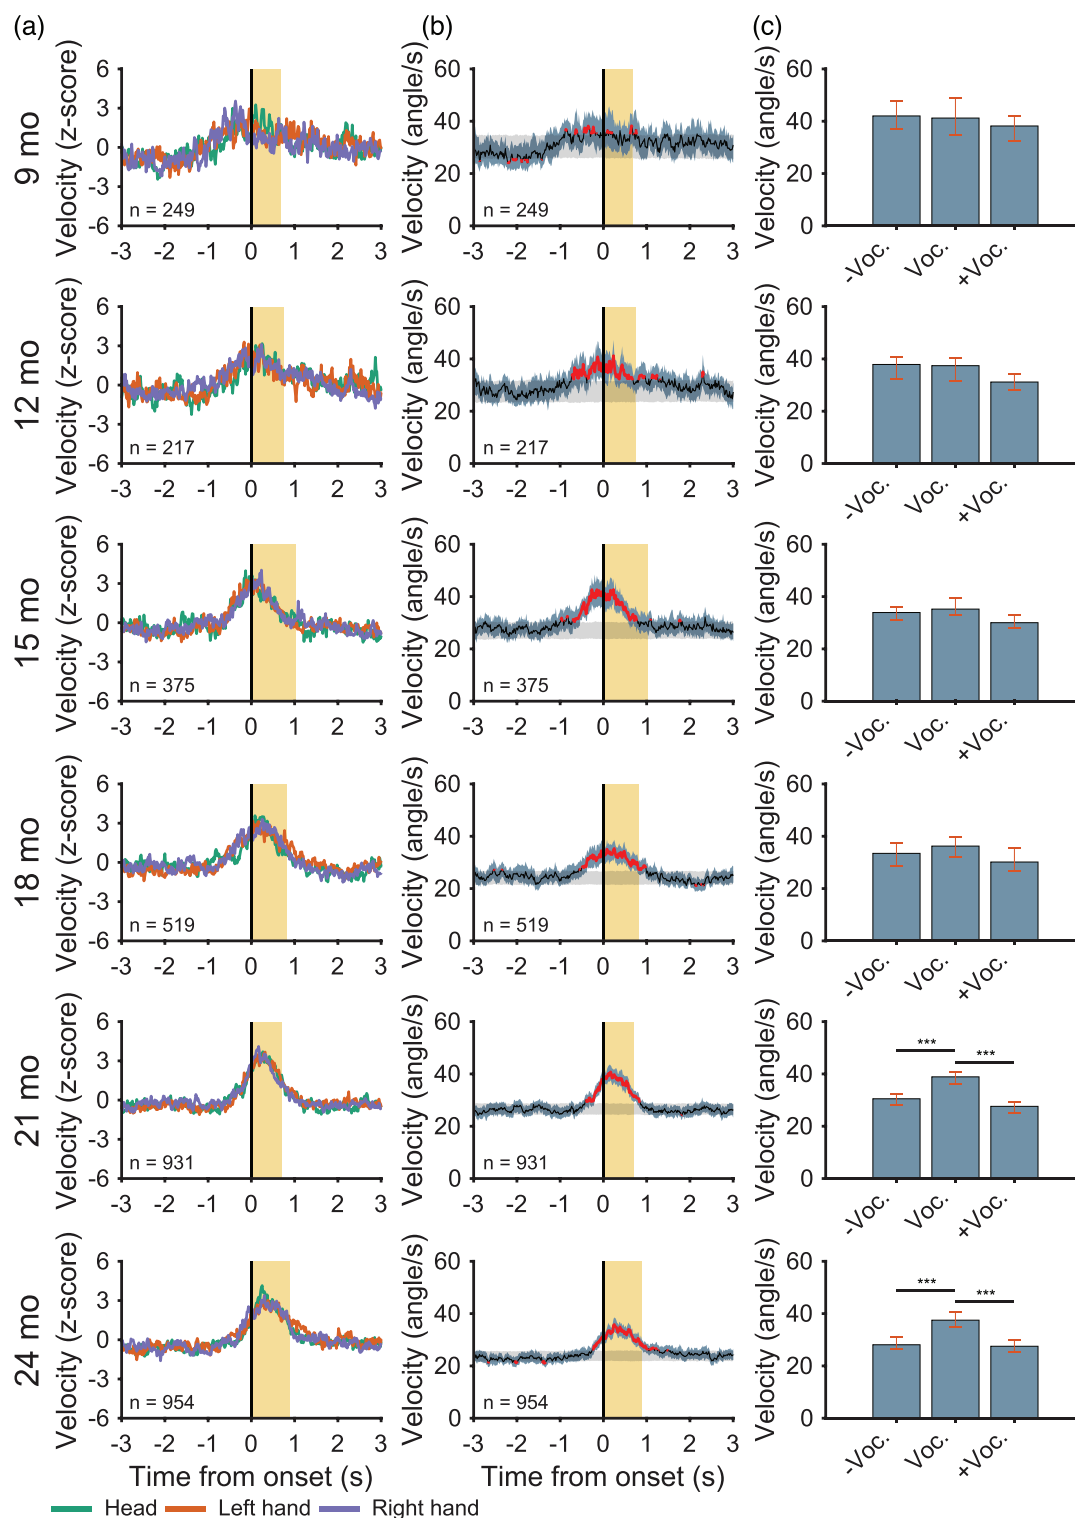 (a) (b) (c)
9 mo
Velocity (z-score)
6
3
0
-3
-6
n = 249
-3 -2 -1 0 1 2 3
Velocity (angle/s)
60
40
20
0
n = 249
-3 -2 -1 0 1 2 3
Velocity (angle/s)
60
40
20
0
-Voc. Voc. +Voc.
12 mo
Velocity (z-score)
6
3
0
-3
-6
n = 217
-3 -2 -1 0 1 2 3
Velocity (angle/s)
60
40
20
0
n = 217
-3 -2 -1 0 1 2 3
Velocity (angle/s)
60
40
20
0
-Voc. Voc. +Voc.
15 mo
Velocity (z-score)
6
3
0
-3
-6
n = 375
-3 -2 -1 0 1 2 3
Velocity (angle/s)
60
40
20
0
n = 375
-3 -2 -1 0 1 2 3
Velocity (angle/s)
60
40
20
0
-Voc. Voc. +Voc.
18 mo
Velocity (z-score)
6
3
0
-3
-6
n = 519
-3 -2 -1 0 1 2 3
Velocity (angle/s)
60
40
20
0
n = 519
-3 -2 -1 0 1 2 3
Velocity (angle/s)
60
40
20
0
-Voc. Voc. +Voc.
21 mo
Velocity (z-score)
6
3
0
-3
-6
n = 931
-3 -2 -1 0 1 2 3
Velocity (angle/s)
60
40
20
0
n = 931
-3 -2 -1 0 1 2 3
Velocity (angle/s)
60
40
20
0
*** ***
-Voc. Voc. +Voc.
24 mo
Velocity (z-score)
6
3
0
-3
-6
n = 954
-3 -2 -1 0 1 2 3
Time from onset (s)
Velocity (angle/s)
60
40
20
0
n = 954
-3 -2 -1 0 1 2 3
Time from onset (s)
Velocity (angle/s)
60
40
20
0
*** ***
-Voc. Voc. +Voc.
Head Left hand Right hand